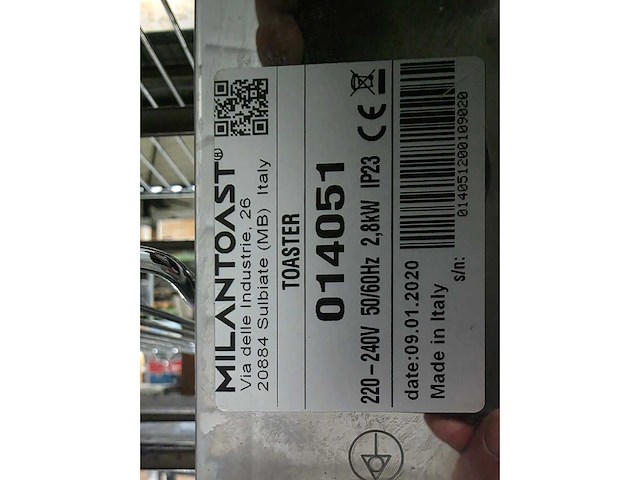 MILANTOAST®
Via delle Industrie, 26
20884 Sulbiate (MB) Italy
TOASTER
014051
220-240V 50/60Hz 2,8kW IP23 CE
date:09.01.2020
Made in Italy
s/n:
014051200109020